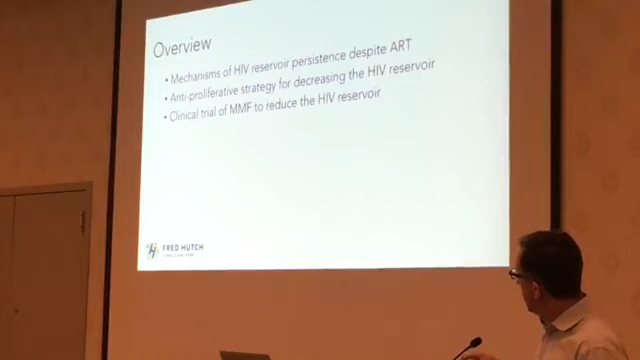 Overview
• Mechanisms of HIV reservoir persistence despite ART
• Anti-proliferative strategy for decreasing the HIV reservoir
• Clinical trial of MMF to reduce the HIV reservoir
FRED HUTCH